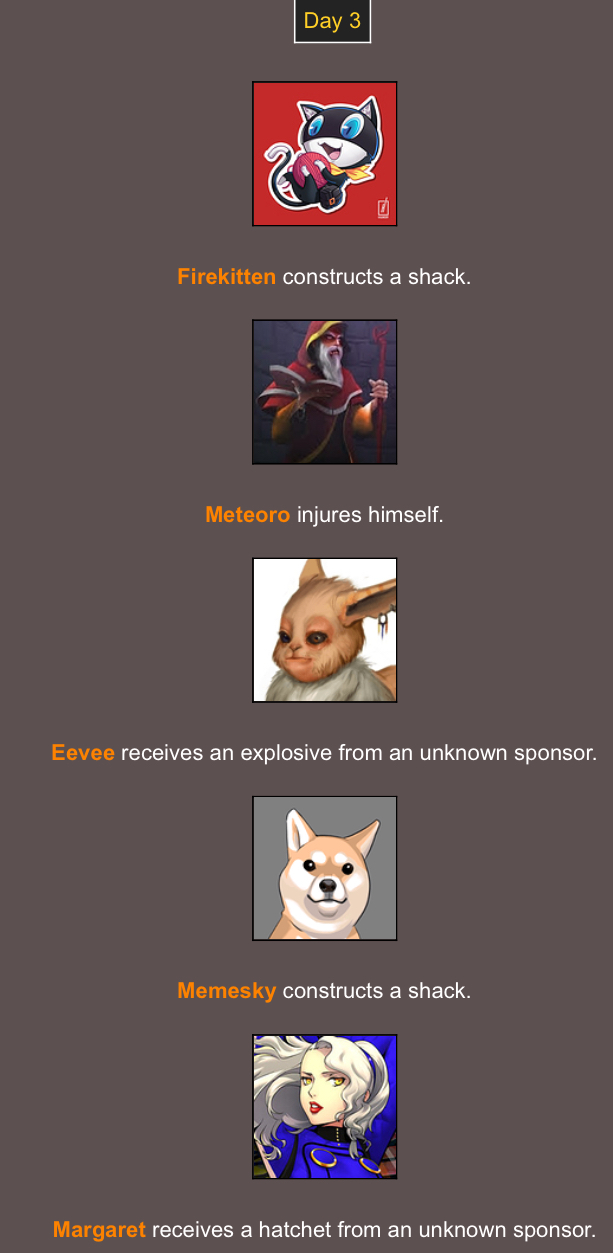 Day 3
Firekitten constructs a shack.
Meteoro injures himself.
Eevee receives an explosive from an unknown sponsor.
Memesky constructs a shack.
Margaret receives a hatchet from an unknown sponsor.